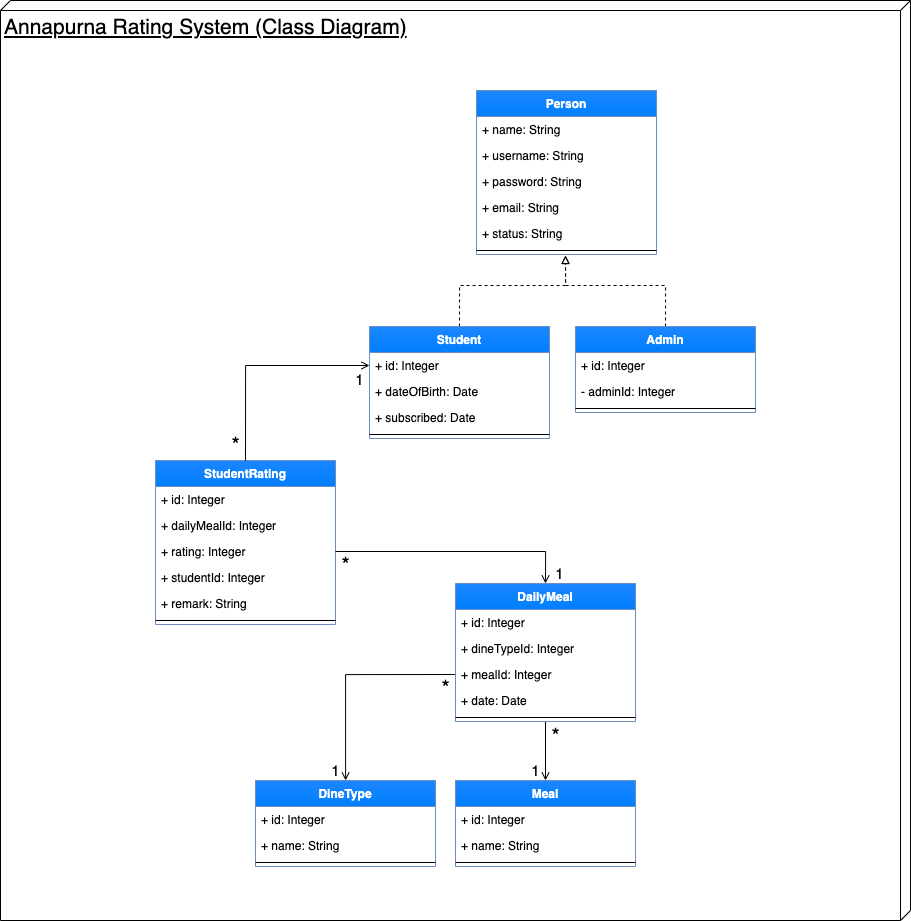 Annapurna Rating System (Class Diagram)
Person
+ name: String
+ username: String
+ password: String
+ email: String
+ status: String
Student
+ id: Integer
+ dateOfBirth: Date
+ subscribed: Date
Admin
+ id: Integer
- adminId: Integer
1
*
StudentRating
+ id: Integer
+ dailyMealId: Integer
+ rating: Integer
+ studentId: Integer
+ remark: String
*
1
DailyMeal
+ id: Integer
+ dineTypeId: Integer
+ mealId: Integer
+ date: Date
*
*
1
1
DineType
+ id: Integer
+ name: String
Meal
+ id: Integer
+ name: String